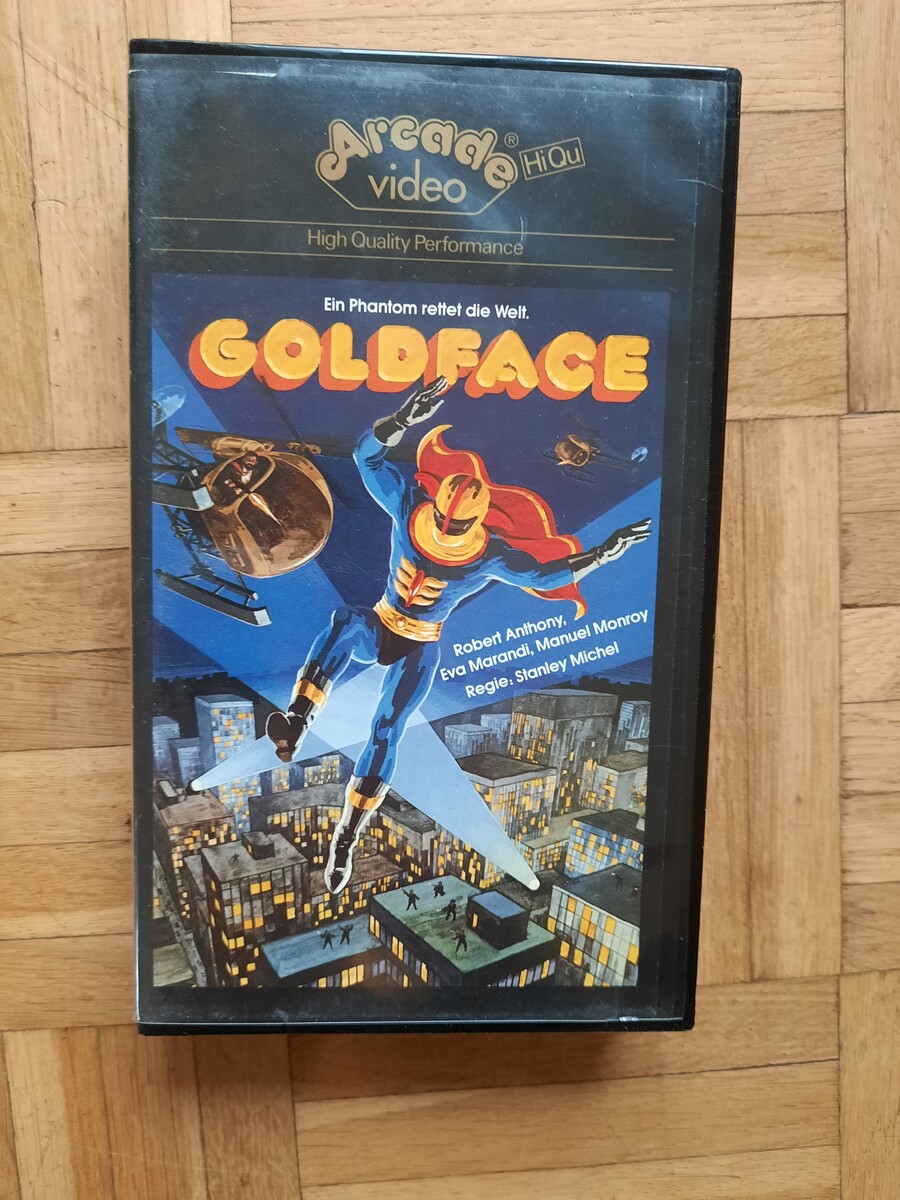 Arcade®
video
HiQu
High Quality Performance
Ein Phantom rettet die Welt.
GOLDFACE
Robert Anthony,
Eva Marandi, Manuel Monroy
Regie: Stanley Michel